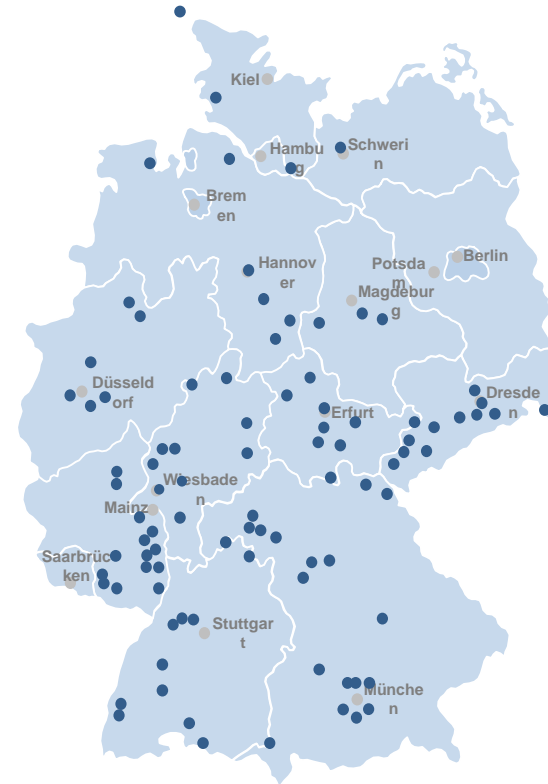 Kiel
Hambu
g
Schweri
n
Brem
en
Hannov
er
Potsda
m
Berlin
Magdebur
g
Düsseld
orf
Erfurt
Dresde
n
Wiesbade
n
Mainz
Saarbrüc
ken
Stuttgar
t
Münche
n